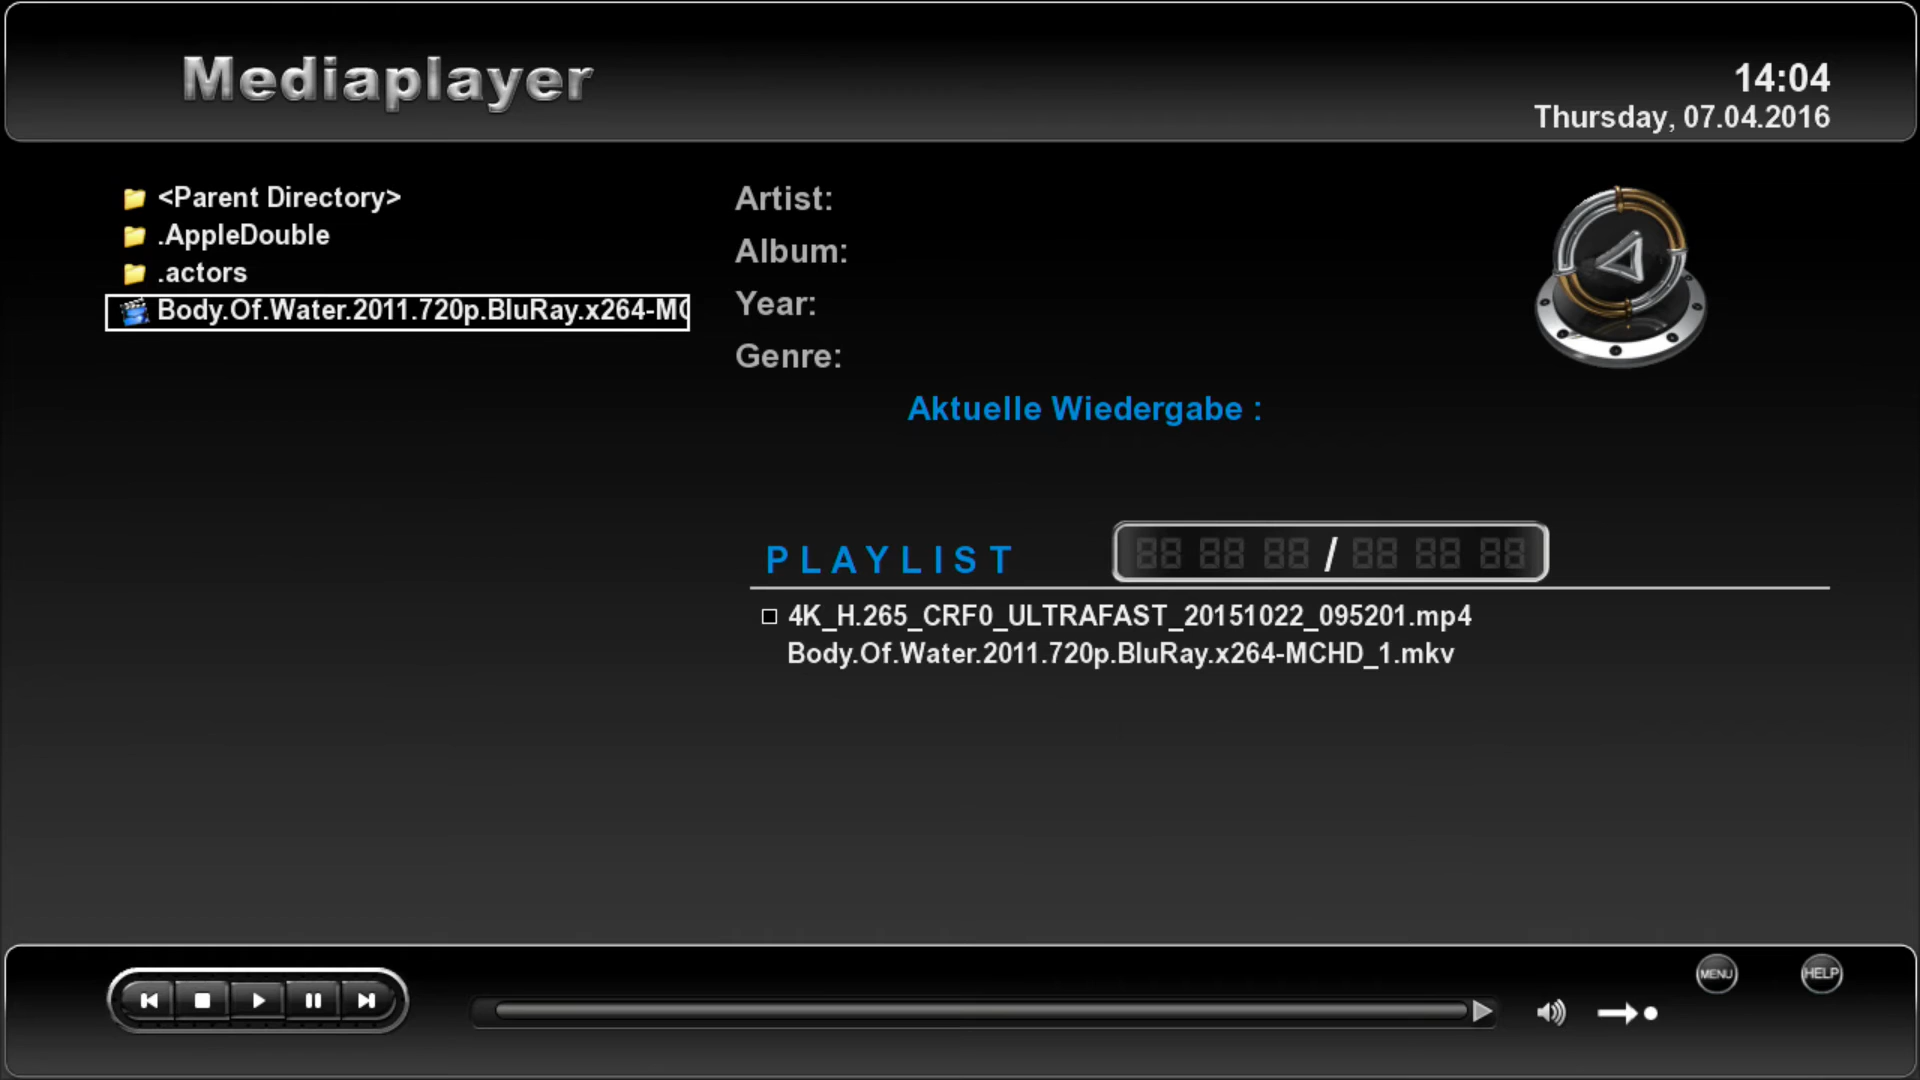 Mediaplayer
14:04
Thursday, 07.04.2016
<Parent Directory>
.AppleDouble
.actors
Body.Of.Water.2011.720p.BluRay.x264-MC
Artist:
Album:
Year:
Genre:
Aktuelle Wiedergabe :
PLAYLIST
88 88 88 / 88 88 88
4K_H.265_CRF0_ULTRAFAST_20151022_095201.mp4
Body.Of.Water.2011.720p.BluRay.x264-MCHD_1.mkv
MENU
HELP